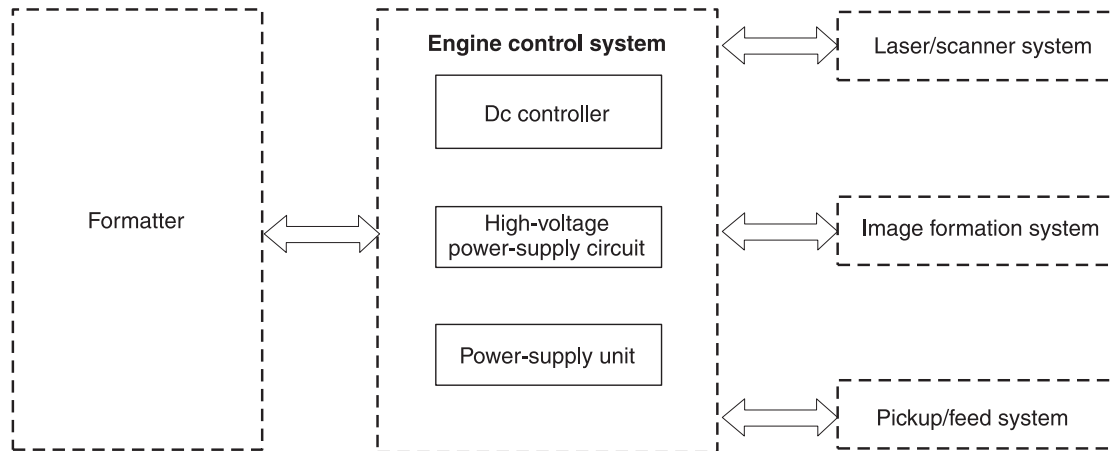 Formatter
Engine control system
Dc controller
High-voltage
power-supply circuit
Power-supply unit
Laser/scanner system
Image formation system
Pickup/feed system